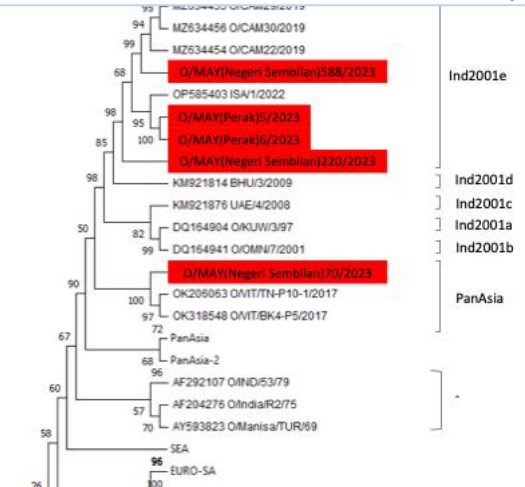 95 MZ634455 O/CAM29/2019
94 MZ634456 O/CAM30/2019
99 MZ634454 O/CAM22/2019
68 O/MAY(Negeri Sembilan)588/2023 Ind2001e
OP585403 ISA/1/2022
98 95 O/MAY(Perak)5/2023
100 O/MAY(Perak)6/2023
85 O/MAY(Negeri Sembilan)220/2023
98 KM921814 BHU/3/2009 Ind2001d
KM921876 UAE/4/2008 Ind2001c
82 DQ164904 O/KUW/3/97 Ind2001a
50 99 DQ164941 O/OMN/7/2001 Ind2001b
O/MAY(Negeri Sembilan)70/2023
90 100 OK206063 O/VIT/TN-P10-1/2017 PanAsia
97 OK318548 O/VIT/BK4-P5/2017
67 72 PanAsia
68 PanAsia-2
60 96 AF292107 O/IND/53/79
57 AF204276 O/India/R2/75 -
70 AY593823 O/Manisa/TUR/69
58 SEA
96 EURO-SA
26 100